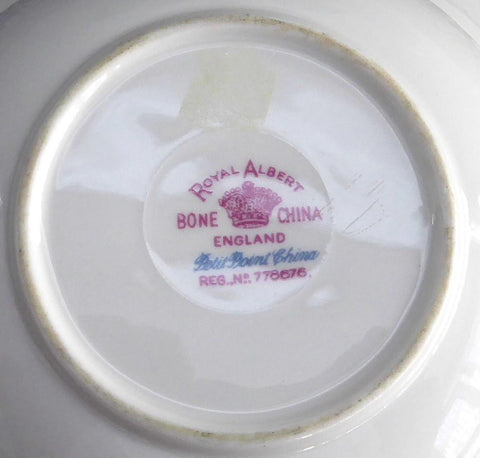 ROYAL ALBERT
BONE CHINA
ENGLAND
Petit Point China
REG. No. 778676.